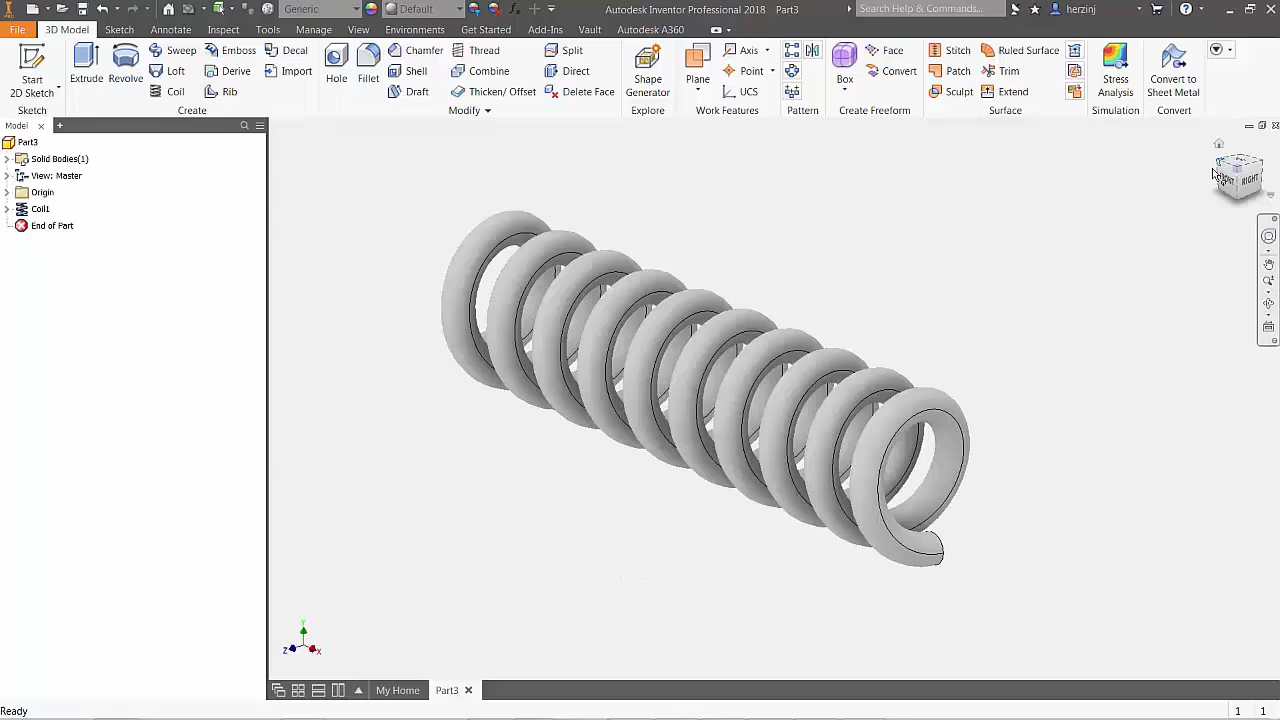 Generic
Default
Autodesk Inventor Professional 2018 Part3
Search Help & Commands...
herzinj
PRO
File 3D Model Sketch Annotate Inspect Tools Manage View Environments Get Started Add-Ins Vault Autodesk A360
Start
2D Sketch
Extrude
Revolve
Sweep
Loft
Coil
Emboss
Derive
Rib
Decal
Import
Hole
Fillet
Chamfer
Shell
Draft
Thread
Combine
Thicken/ Offset
Split
Direct
Delete Face
Shape
Generator
Plane
Axis
Point
UCS
Box
Face
Convert
Stitch
Patch
Sculpt
Ruled Surface
Trim
Extend
Stress
Analysis
Convert to
Sheet Metal
Sketch Create Modify Explore Work Features Pattern Create Freeform Surface Simulation Convert
Model
Part3
Solid Bodies(1)
View: Master
Origin
Coil1
End of Part
FRONT RIGHT
Y
Z X
My Home Part3
Ready 1 1